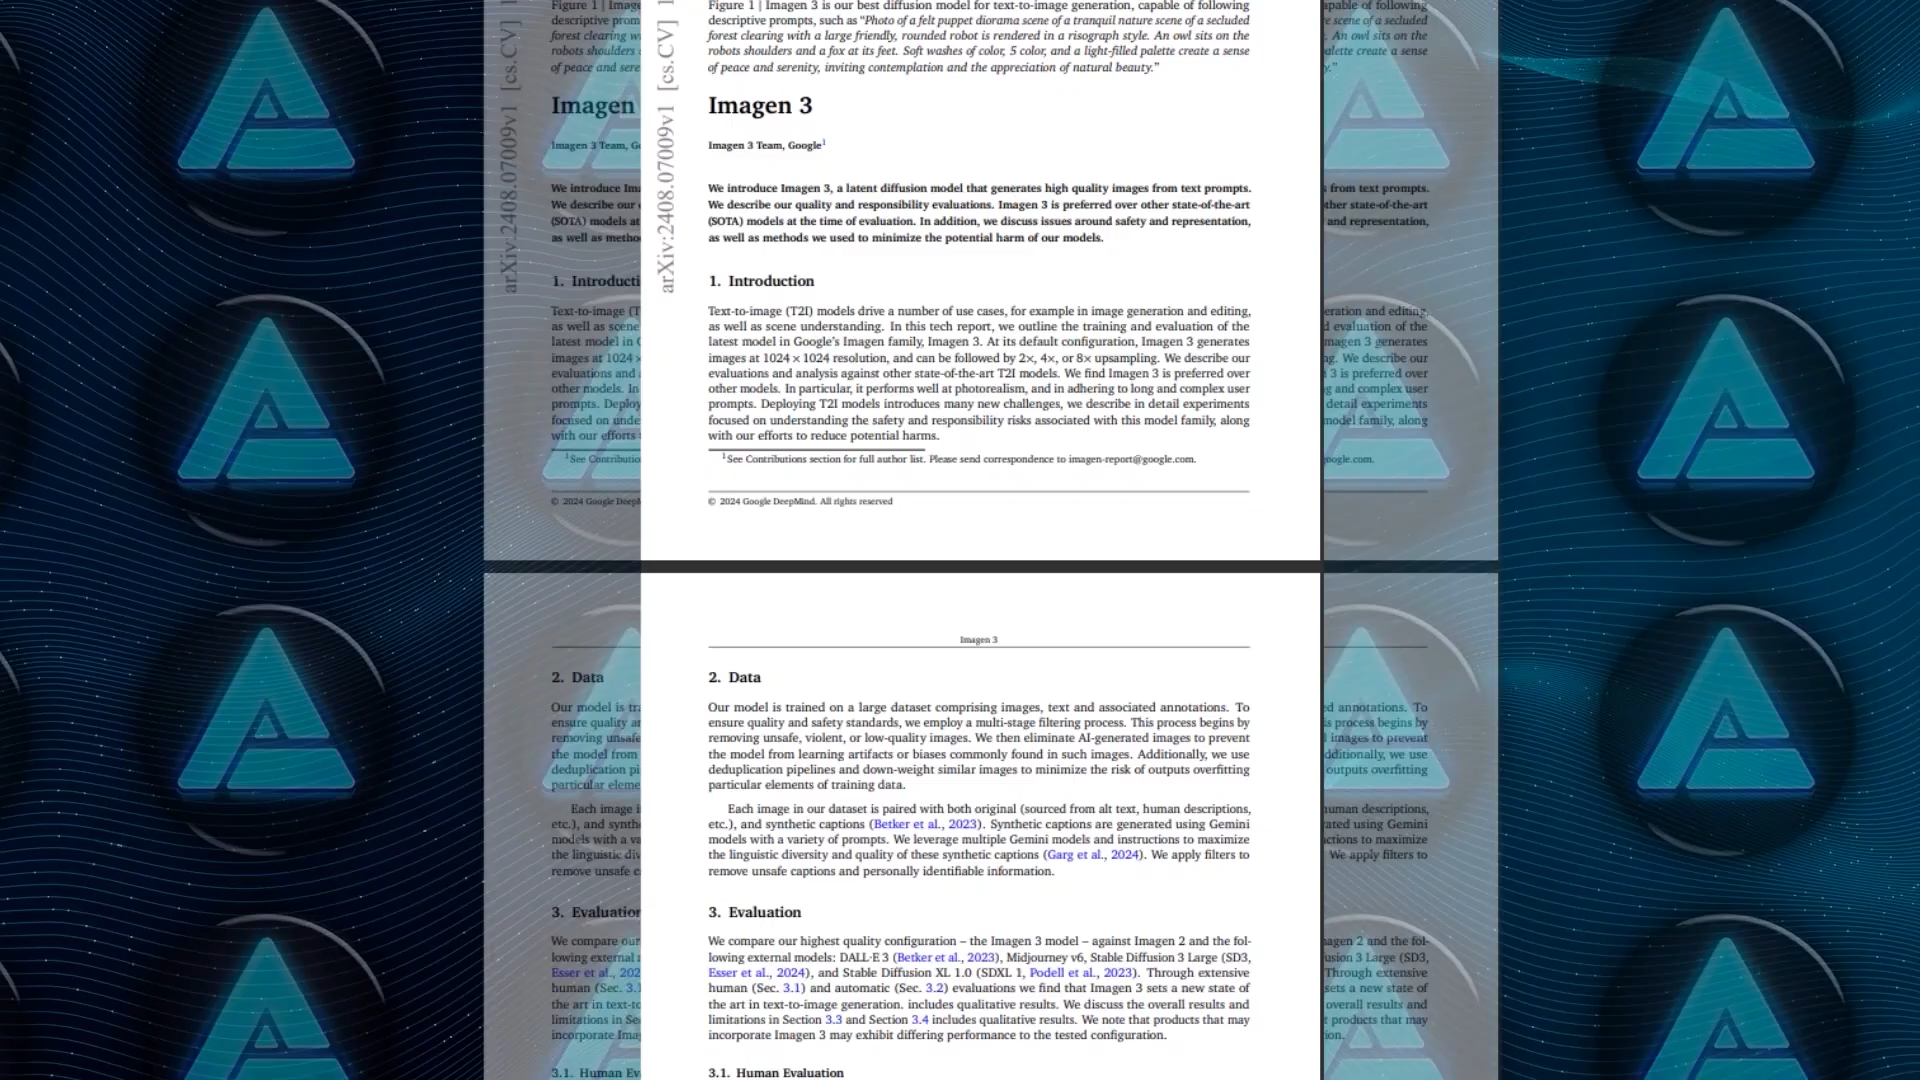 Figure 1 | Imagen 3 is our best diffusion model for text-to-image generation, capable of following
descriptive prompts, such as “Photo of a felt puppet diorama scene of a tranquil nature scene of a secluded
forest clearing with a large friendly, rounded robot is rendered in a risograph style. An owl sits on the
robots shoulders and a fox at its feet. Soft washes of color, 5 color, and a light-filled palette create a sense
of peace and serenity, inviting contemplation and the appreciation of natural beauty.”
arXiv:2408.07009v1 [cs.CV]
Imagen 3
Imagen 3 Team, Google1
We introduce Imagen 3, a latent diffusion model that generates high quality images from text prompts.
We describe our quality and responsibility evaluations. Imagen 3 is preferred over other state-of-the-art
(SOTA) models at the time of evaluation. In addition, we discuss issues around safety and representation,
as well as methods we used to minimize the potential harm of our models.
1. Introduction
Text-to-image (T2I) models drive a number of use cases, for example in image generation and editing,
as well as scene understanding. In this tech report, we outline the training and evaluation of the
latest model in Google’s Imagen family, Imagen 3. At its default configuration, Imagen 3 generates
images at 1024 × 1024 resolution, and can be followed by 2×, 4×, or 8× upsampling. We describe our
evaluations and analysis against other state-of-the-art T2I models. We find Imagen 3 is preferred over
other models. In particular, it performs well at photorealism, and in adhering to long and complex user
prompts. Deploying T2I models introduces many new challenges, we describe in detail experiments
focused on understanding the safety and responsibility risks associated with this model family, along
with our efforts to reduce potential harms.
1See Contributions section for full author list. Please send correspondence to imagen-report@google.com.
© 2024 Google DeepMind. All rights reserved
Imagen 3
2. Data
Our model is trained on a large dataset comprising images, text and associated annotations. To
ensure quality and safety standards, we employ a multi-stage filtering process. This process begins by
removing unsafe, violent, or low-quality images. We then eliminate AI-generated images to prevent
the model from learning artifacts or biases commonly found in such images. Additionally, we use
deduplication pipelines and down-weight similar images to minimize the risk of outputs overfitting
particular elements of training data.
Each image in our dataset is paired with both original (sourced from alt text, human descriptions,
etc.), and synthetic captions (Betker et al., 2023). Synthetic captions are generated using Gemini
models with a variety of prompts. We leverage multiple Gemini models and instructions to maximize
the linguistic diversity and quality of these synthetic captions (Garg et al., 2024). We apply filters to
remove unsafe captions and personally identifiable information.
3. Evaluation
We compare our highest quality configuration – the Imagen 3 model – against Imagen 2 and the fol-
lowing external models: DALL·E 3 (Betker et al., 2023), Midjourney v6, Stable Diffusion 3 Large (SD3,
Esser et al., 2024), and Stable Diffusion XL 1.0 (SDXL 1, Podell et al., 2023). Through extensive
human (Sec. 3.1) and automatic (Sec. 3.2) evaluations we find that Imagen 3 sets a new state of
the art in text-to-image generation. includes qualitative results. We discuss the overall results and
limitations in Section 3.3 and Section 3.4 includes qualitative results. We note that products that may
incorporate Imagen 3 may exhibit differing performance to the tested configuration.
3.1. Human Evaluation